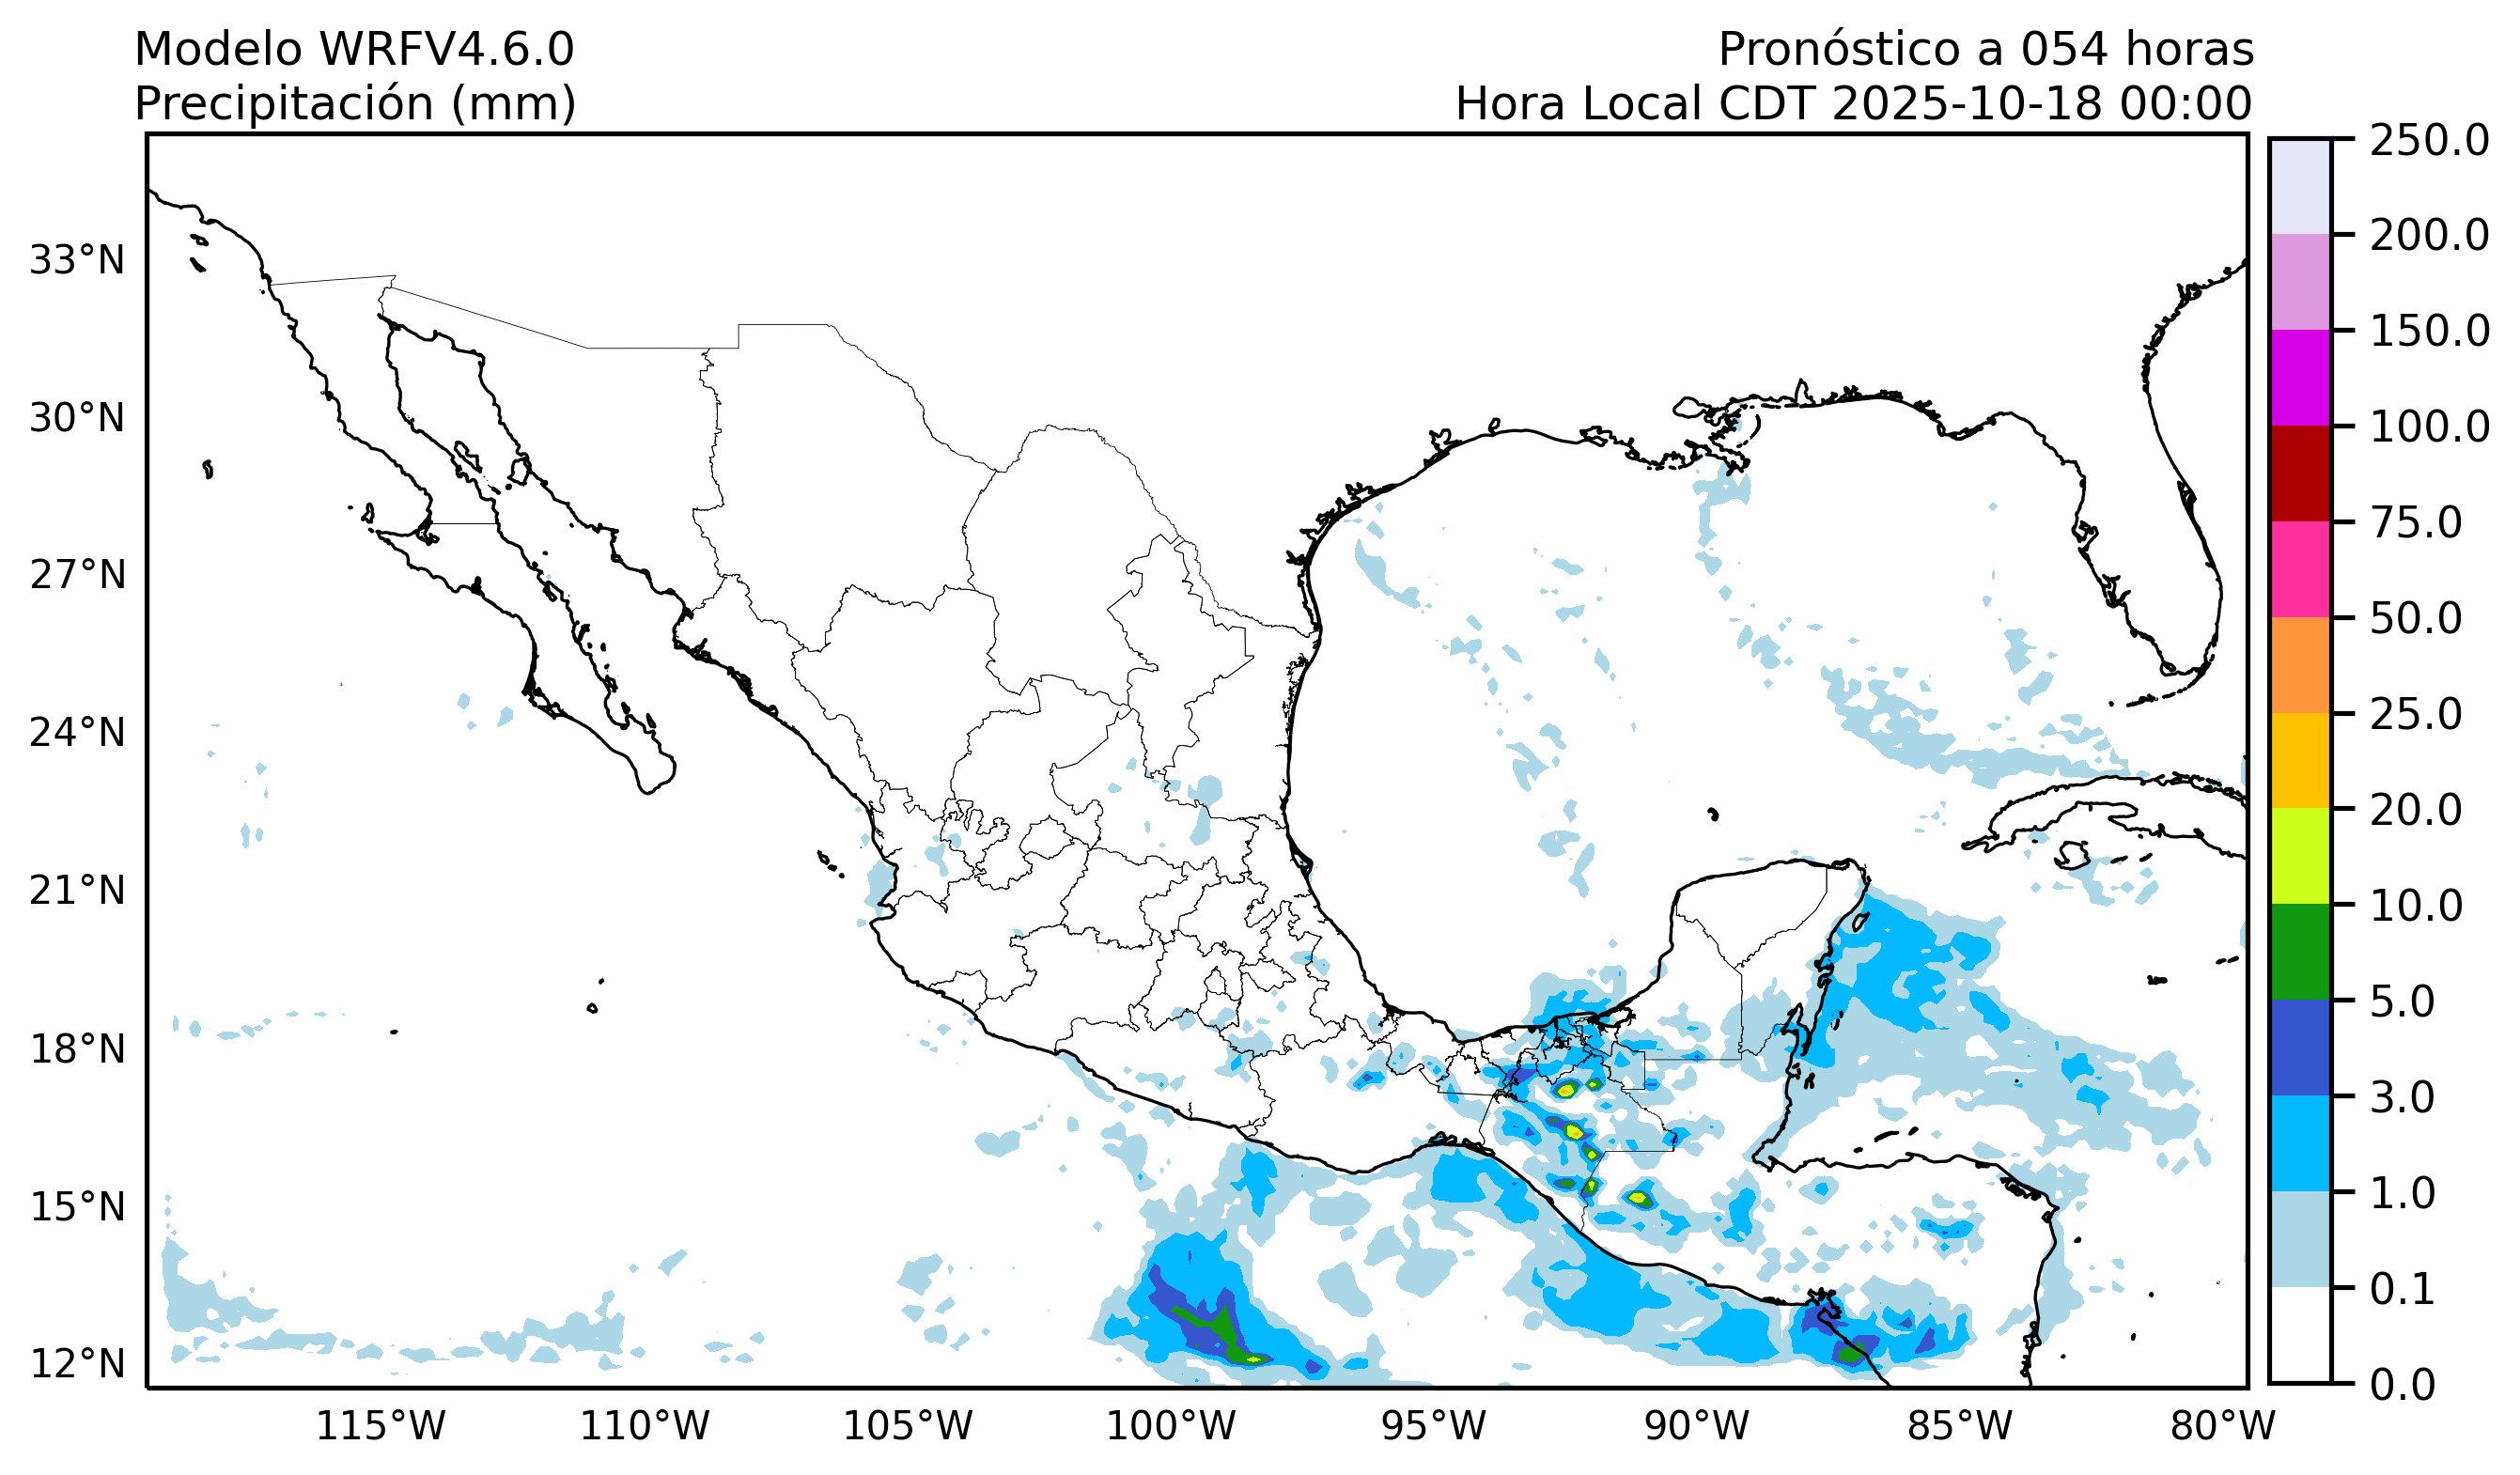 Modelo WRFV4.6.0
Precipitación (mm)
Pronóstico a 054 horas
Hora Local CDT 2025-10-18 00:00
33°N
30°N
27°N
24°N
21°N
18°N
15°N
12°N
115°W
110°W
105°W
100°W
95°W
90°W
85°W
80°W
250.0
200.0
150.0
100.0
75.0
50.0
25.0
20.0
10.0
5.0
3.0
1.0
0.1
0.0